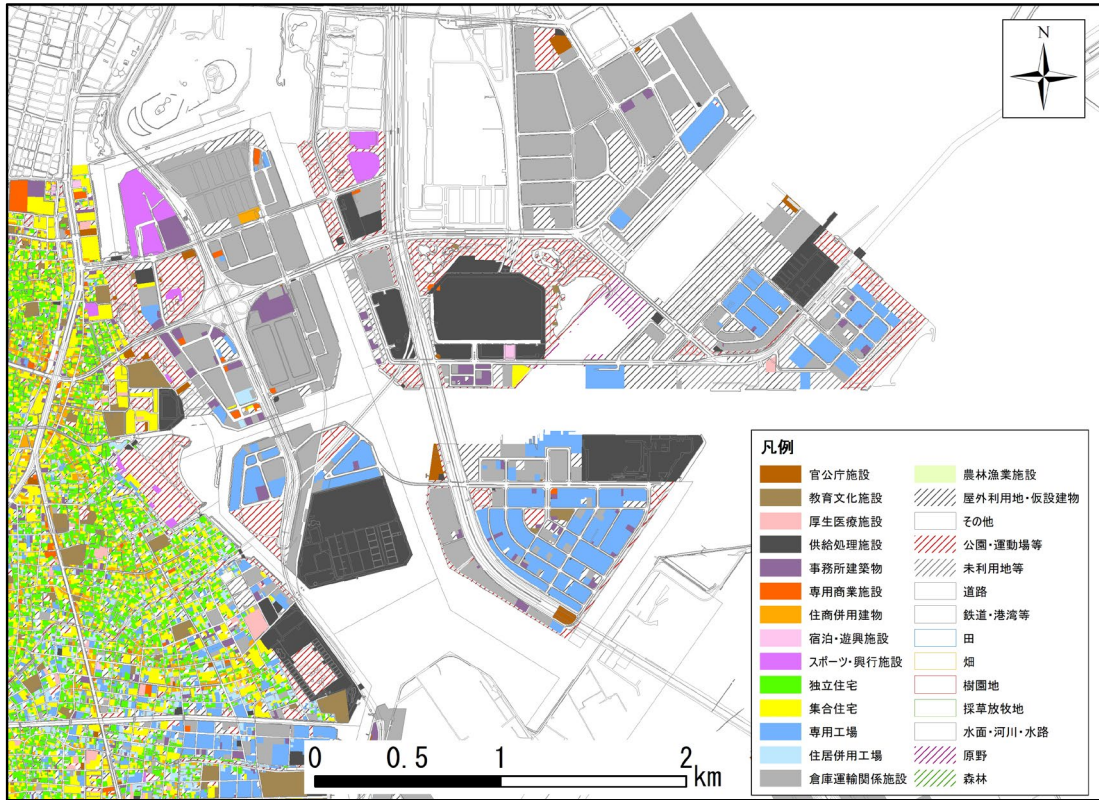 N
凡例
官公庁施設
教育文化施設
厚生医療施設
供給処理施設
事務所建築物
専用商業施設
住商併用建物
宿泊・遊興施設
スポーツ・興行施設
独立住宅
集合住宅
専用工場
住居併用工場
倉庫運輸関係施設
農林漁業施設
屋外利用地・仮設建物
その他
公園・運動場等
未利用地等
道路
鉄道・港湾等
田
畑
樹園地
採草放牧地
水面・河川・水路
原野
森林
0 0.5 1 2
km